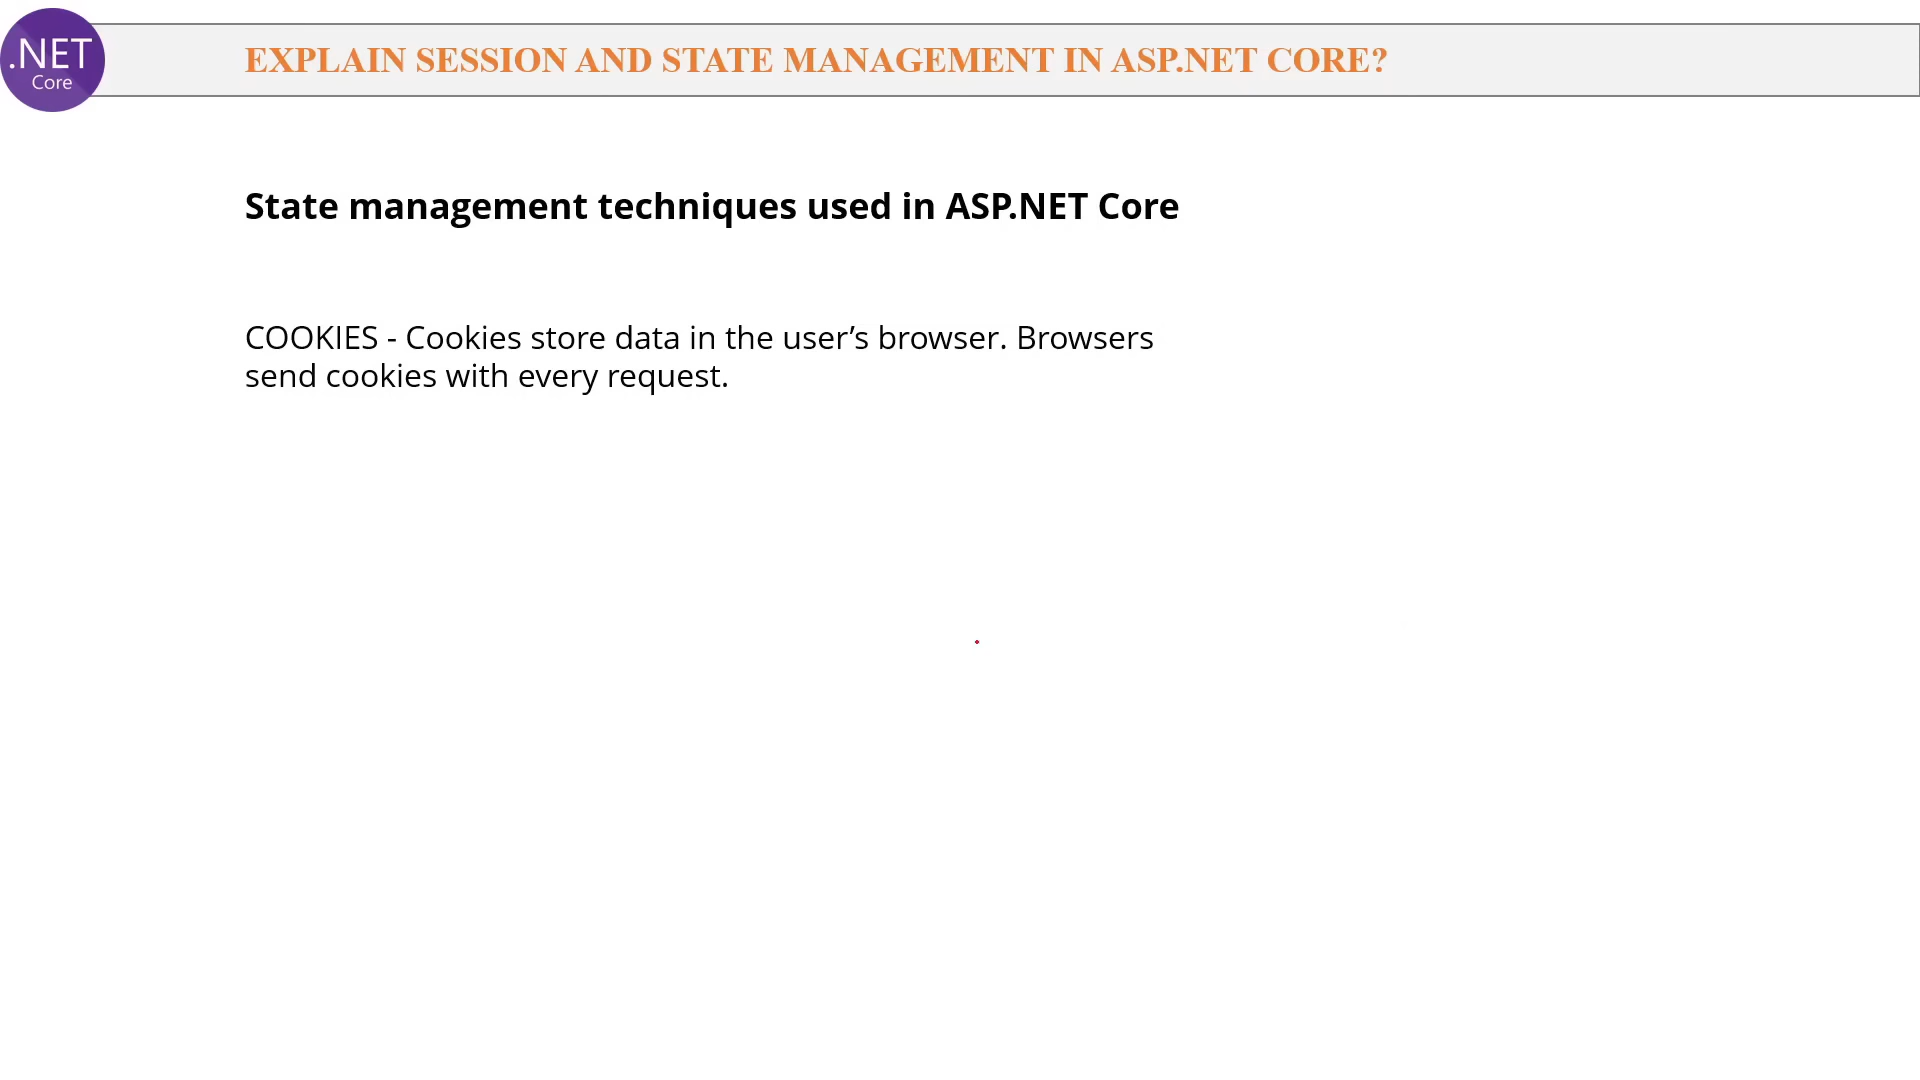 .NET
Core
EXPLAIN SESSION AND STATE MANAGEMENT IN ASP.NET CORE?
State management techniques used in ASP.NET Core
COOKIES - Cookies store data in the user’s browser. Browsers
send cookies with every request.